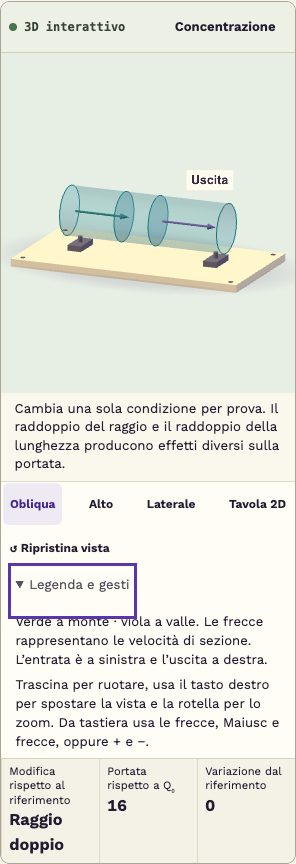 3D interattivo
Concentrazione
Uscita
Cambia una sola condizione per prova. Il
raddoppio del raggio e il raddoppio della
lunghezza producono effetti diversi sulla
portata.
Obliqua Alto Laterale Tavola 2D
↺ Ripristina vista
▼ Legenda e gesti
Verde a monte · viola a valle. Le frecce
rappresentano le velocità di sezione.
L’entrata è a sinistra e l’uscita a destra.
Trascina per ruotare, usa il tasto destro
per spostare la vista e la rotella per lo
zoom. Da tastiera usa le frecce, Maiusc e
frecce, oppure + e −.
Modifica
rispetto al
riferimento
Raggio
doppio
Portata
rispetto a Q₀
16
Variazione dal
riferimento
0